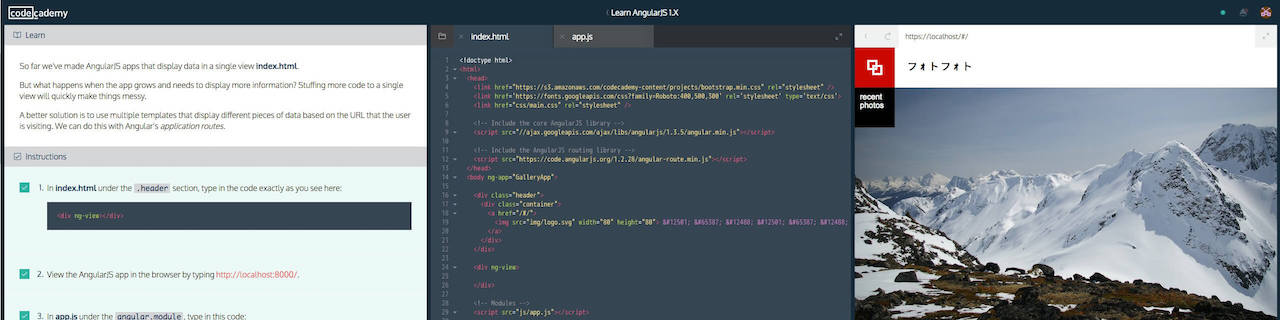 codecademy
Learn AngularJS 1.X
Learn
So far we've made AngularJS apps that display data in a single view index.html.
But what happens when the app grows and needs to display more information? Stuffing more code to a single
view will quickly make things messy.
A better solution is to use multiple templates that display different pieces of data based on the URL that the user
is visiting. We can do this with Angular's application routes.
Instructions
1. In index.html under the .header section, type in the code exactly as you see here:
<div ng-view></div>
2. View the AngularJS app in the browser by typing http://localhost:8000/.
3. In app.js under the angular.module, type in this code:
index.html
app.js
1 <!doctype html>
2 <html>
3 <head>
4 <link href="https://s3.amazonaws.com/codecademy-content/projects/bootstrap.min.css" rel="stylesheet" />
5 <link href='https://fonts.googleapis.com/css?family=Roboto:400,500,300' rel='stylesheet' type='text/css'>
6 <link href="css/main.css" rel="stylesheet" />
7
8 <!-- Include the core AngularJS library -->
9 <script src="//ajax.googleapis.com/ajax/libs/angularjs/1.3.5/angular.min.js"></script>
10
11 <!-- Include the AngularJS routing library -->
12 <script src="https://code.angularjs.org/1.2.28/angular-route.min.js"></script>
13 </head>
14 <body ng-app="GalleryApp">
15
16 <div class="header">
17 <div class="container">
18 <a href="/#/">
19 <img src="img/logo.svg" width="80" height="80"> &#12501; &#65387; &#12488; &#12501; &#65387; &#12488;
20 </a>
21 </div>
22 </div>
23
24 <div ng-view>
25
26 </div>
27
28 <!-- Modules -->
29 <script src="js/app.js"></script>
https://localhost/#/
フォトフォト
recent
photos